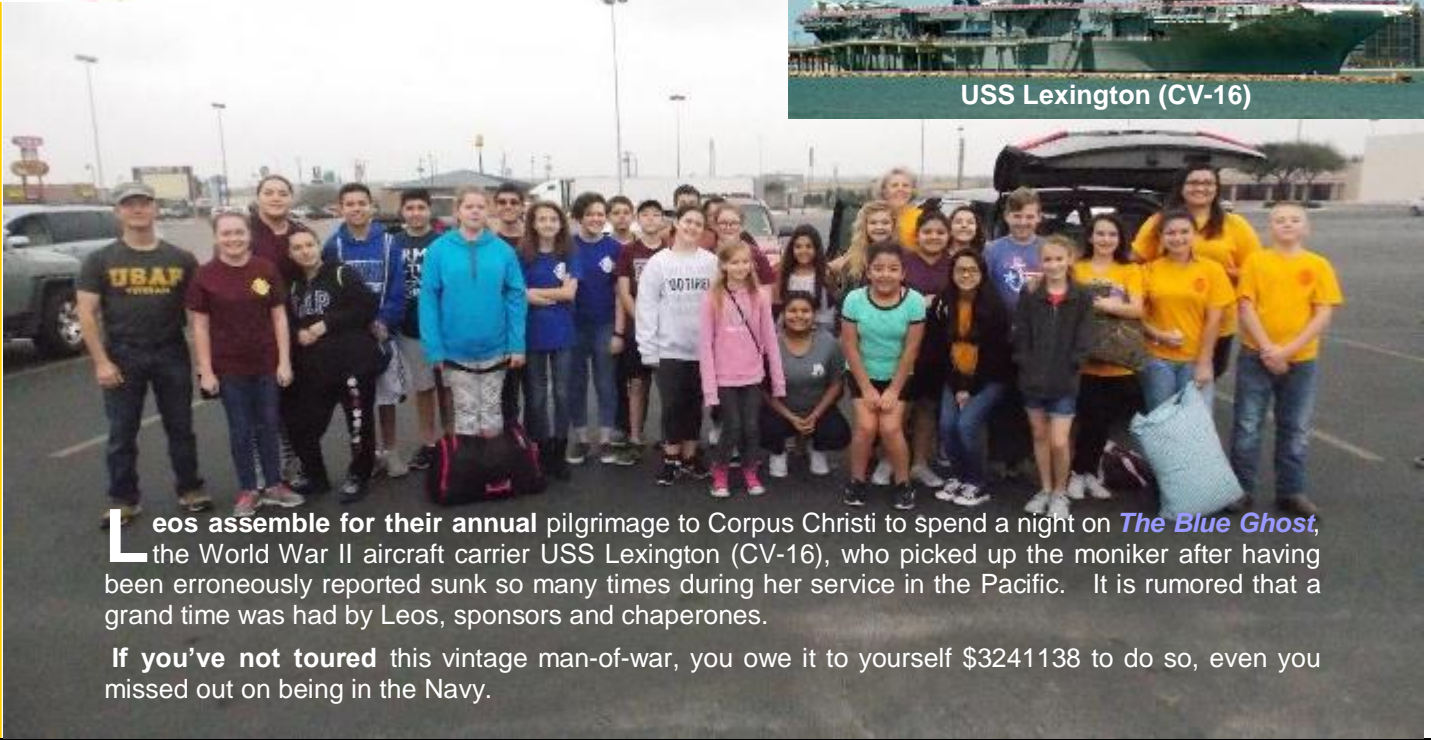 USS Lexington (CV-16)
USAF
VETERAN
Leos assemble for their annual pilgrimage to Corpus Christi to spend a night on The Blue Ghost,
the World War II aircraft carrier USS Lexington (CV-16), who picked up the moniker after having
been erroneously reported sunk so many times during her service in the Pacific. It is rumored that a
grand time was had by Leos, sponsors and chaperones.
If you’ve not toured this vintage man-of-war, you owe it to yourself $3241138 to do so, even you
missed out on being in the Navy.